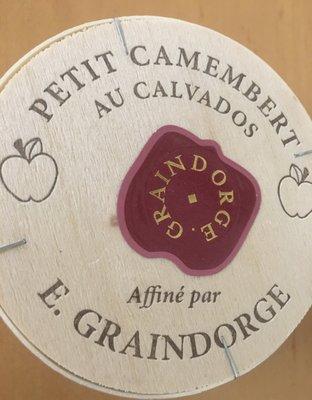 PETIT CAMEMBERT
AU CALVADOS
E. GRAINDORGE.
Affiné par
E. GRAINDORGE